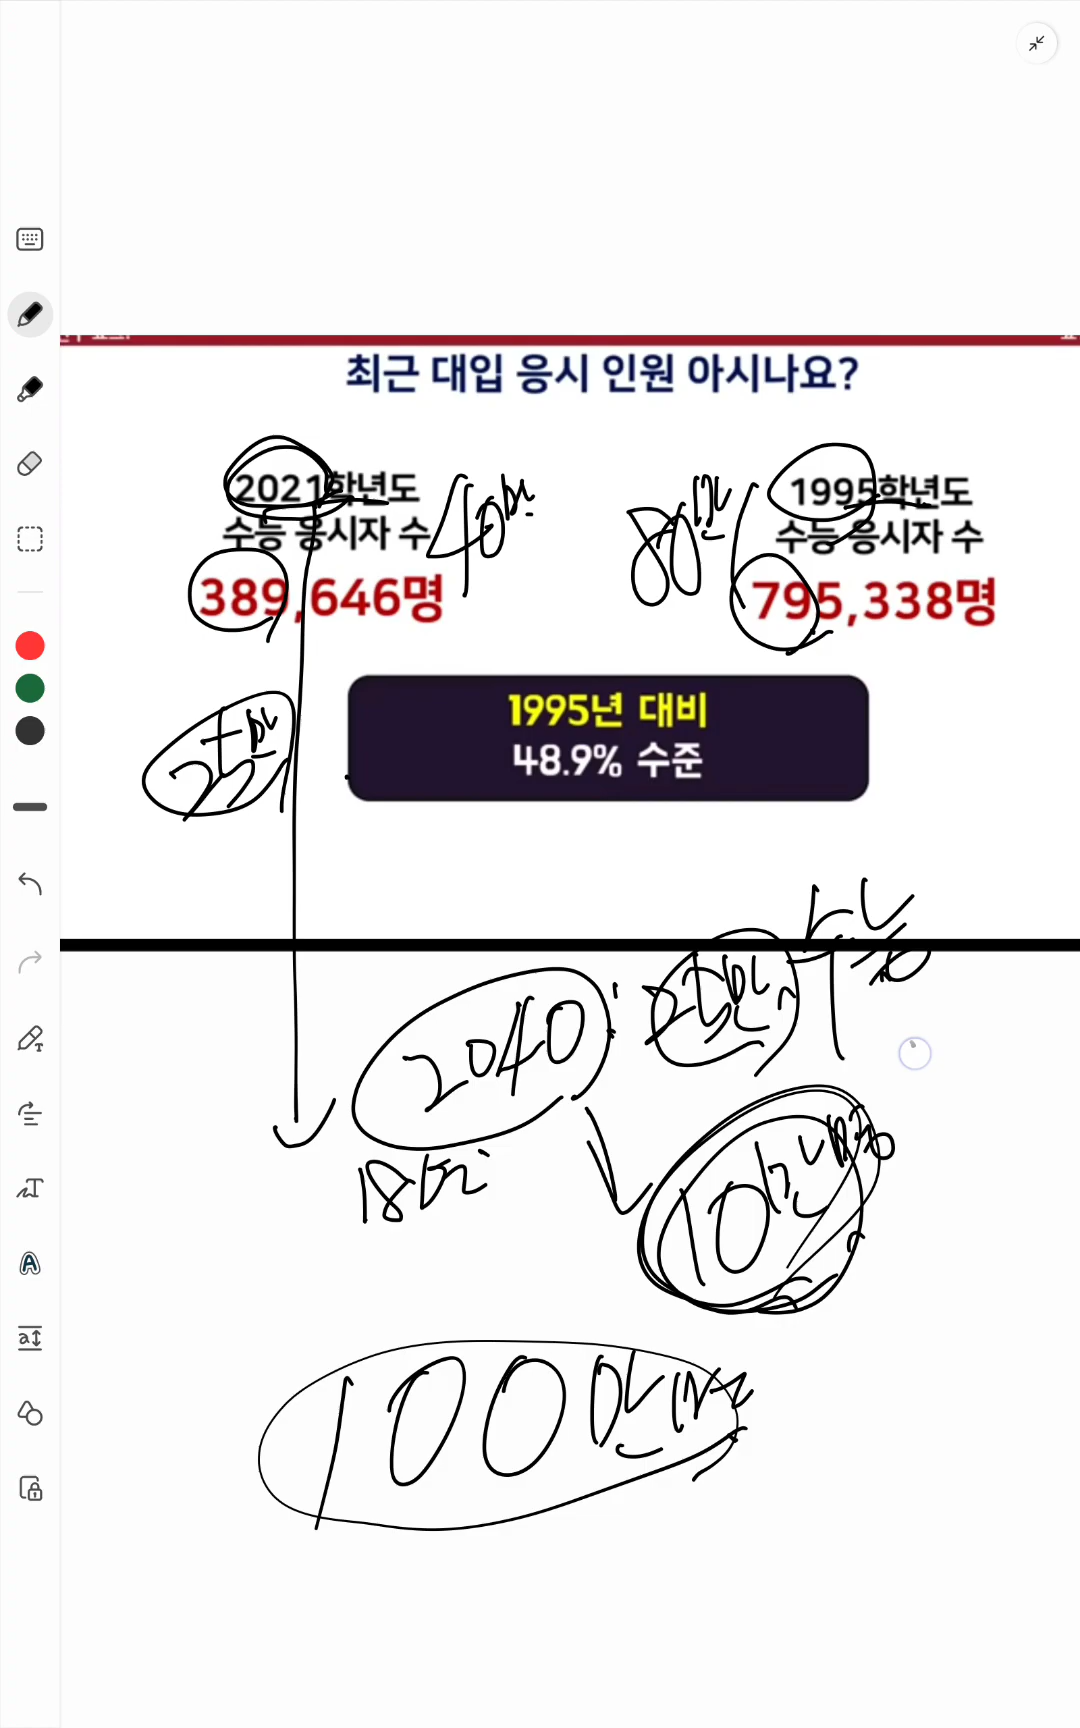 최근 대입 응시 인원 아시나요?
2021학년도
수능 응시자 수
389,646명
40만
80만
1995학년도
수능 응시자 수
795,338명
25만
1995년 대비
48.9% 수준
수능
2040
25만
18년
10만
100만